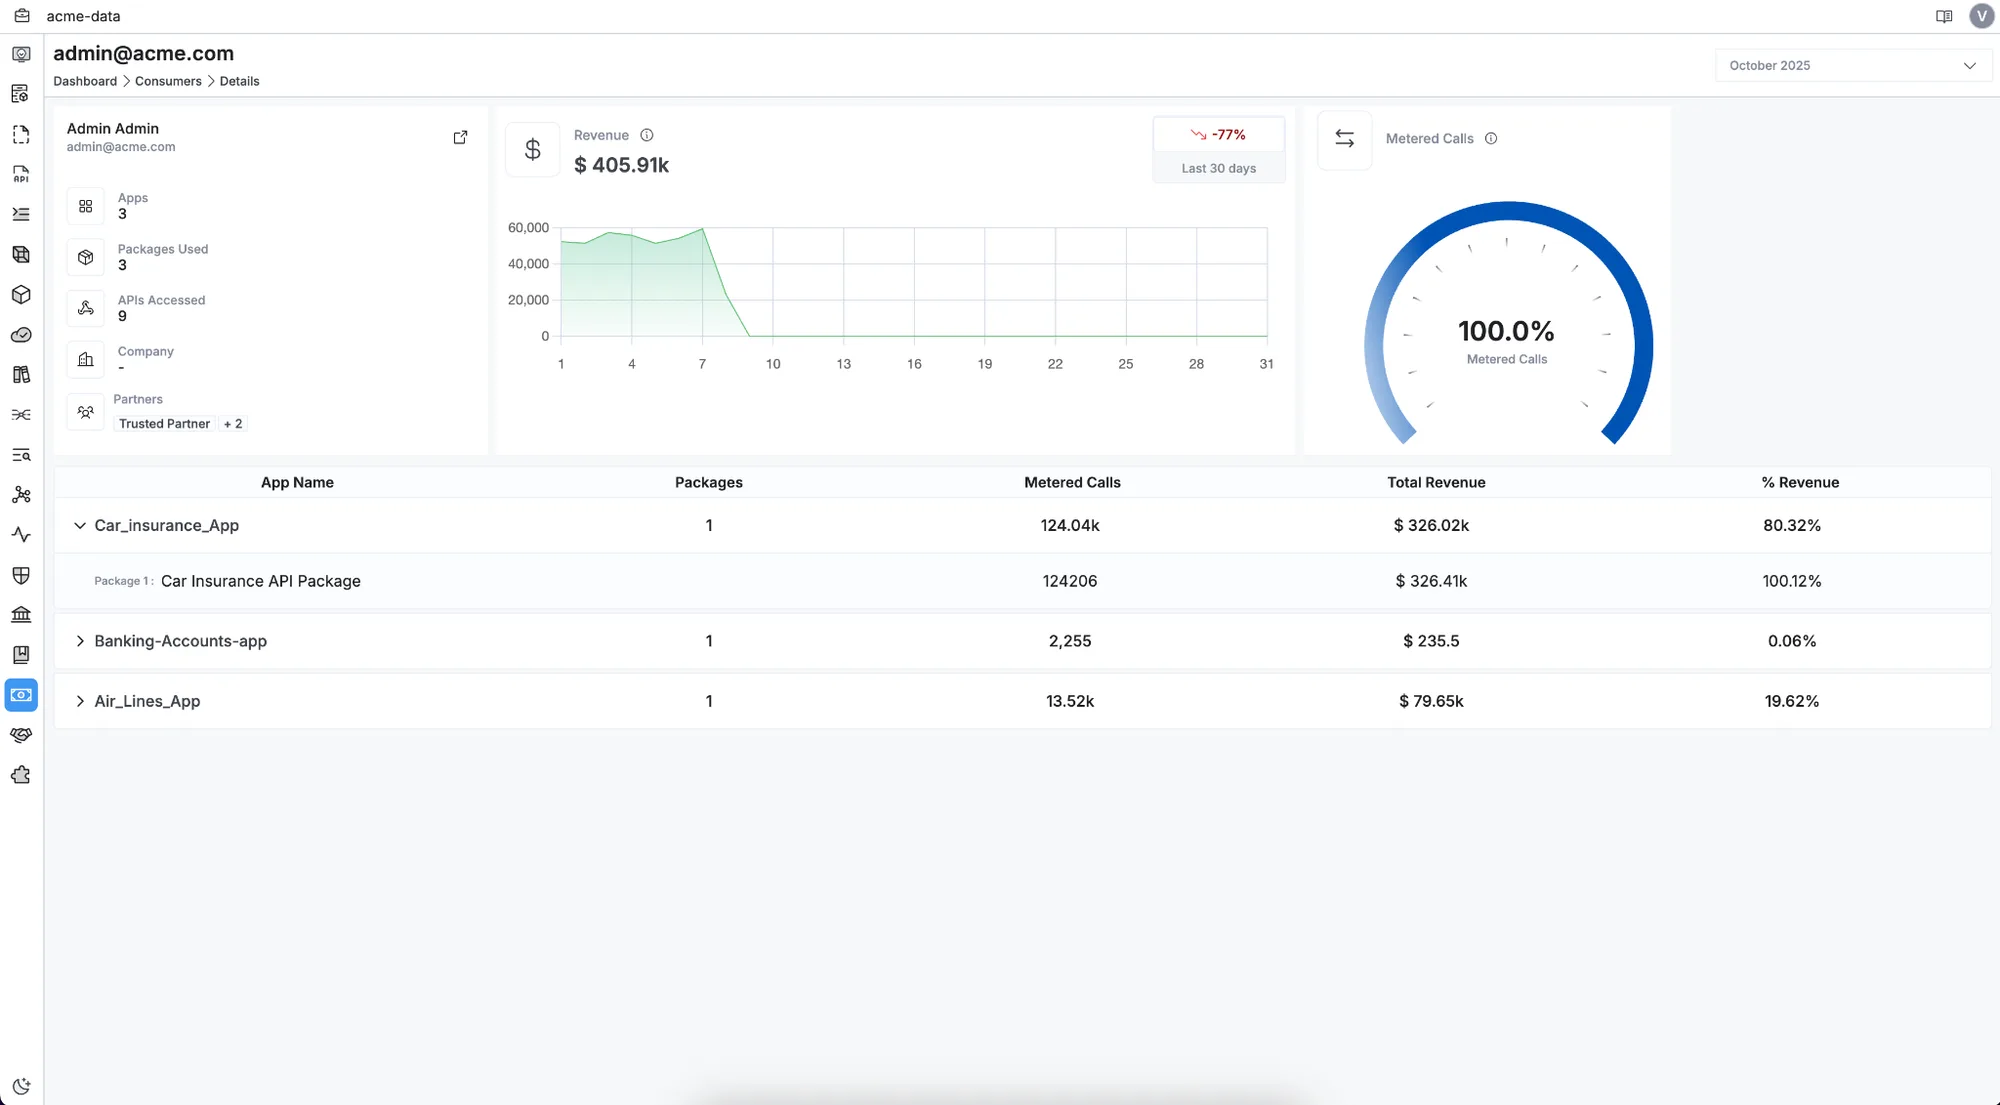 acme-data
V
admin@acme.com
Dashboard > Consumers > Details
October 2025
Admin Admin
admin@acme.com
Apps
3
Packages Used
3
APIs Accessed
9
Company
-
Partners
Trusted Partner + 2
Revenue
$ 405.91k
-77%
Last 30 days
60,000
40,000
20,000
0
1 4 7 10 13 16 19 22 25 28 31
Metered Calls
100.0%
Metered Calls
App Name Packages Metered Calls Total Revenue % Revenue
Car_insurance_App 1 124.04k $ 326.02k 80.32%
Package 1 : Car Insurance API Package 124206 $ 326.41k 100.12%
Banking-Accounts-app 1 2,255 $ 235.5 0.06%
Air_Lines_App 1 13.52k $ 79.65k 19.62%
API